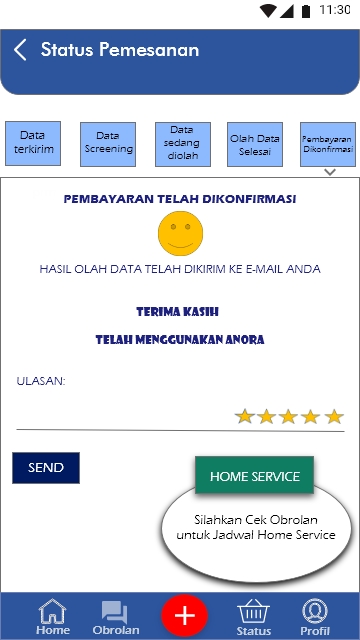 11:30
Status Pemesanan
Data
terkirim
Data
Screening
Data
sedang
diolah
Olah Data
Selesai
Pembayaran
Dikonfirmasi
PEMBAYARAN TELAH DIKONFIRMASI
HASIL OLAH DATA TELAH DIKIRIM KE E-MAIL ANDA
TERIMA KASIH
TELAH MENGGUNAKAN ANORA
ULASAN:
SEND
HOME SERVICE
Silahkan Cek Obrolan
untuk Jadwal Home Service
Home
Obrolan
Status
Profil